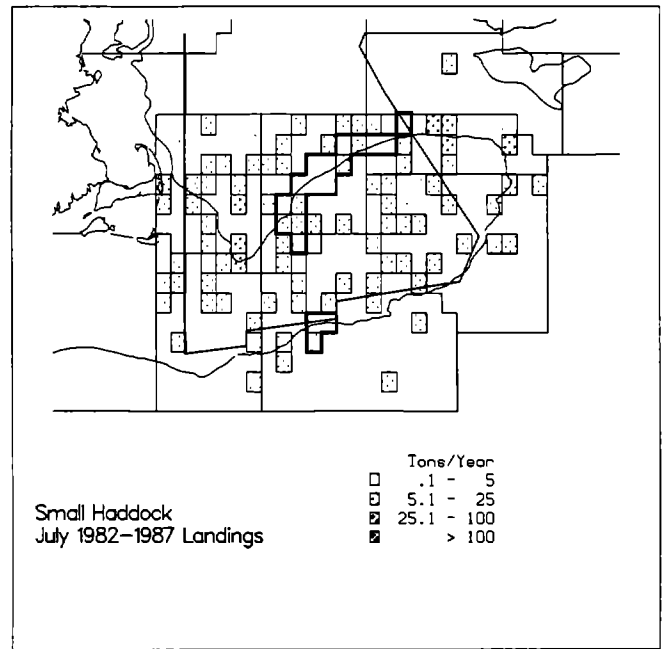 Tons/Year
.1 - 5
5.1 - 25
25.1 - 100
> 100
Small Haddock
July 1982-1987 Landings